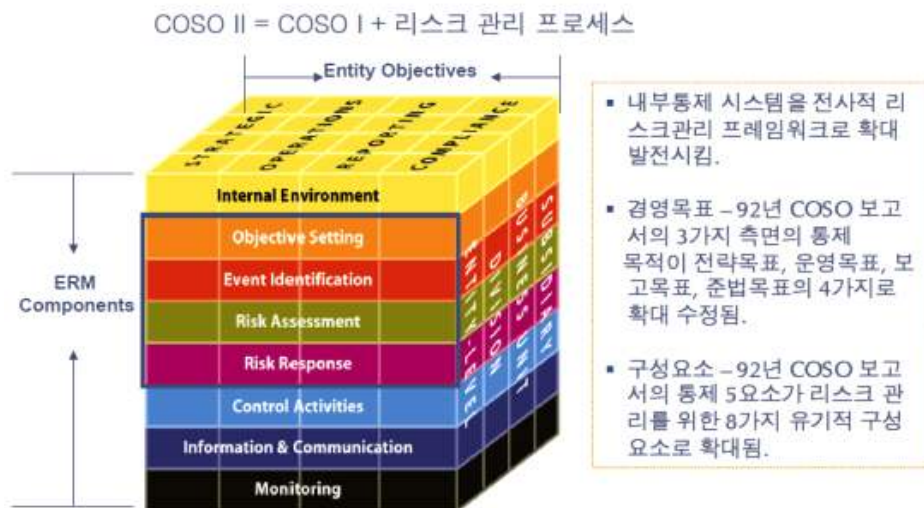 COSO II = COSO I + 리스크 관리 프로세스
Entity Objectives
STRATEGIC
OPERATIONS
REPORTING
COMPLIANCE
ERM
Components
Internal Environment
Objective Setting
Event Identification
Risk Assessment
Risk Response
Control Activities
Information & Communication
Monitoring
ENTITY-LEVEL
DIVISION
BUSINESS UNIT
SUBSIDIARY
▪ 내부통제 시스템을 전사적 리
스크관리 프레임워크로 확대
발전시킴.
▪ 경영목표 – 92년 COSO 보고
서의 3가지 측면의 통제
목적이 전략목표, 운영목표, 보
고목표, 준법목표의 4가지로
확대 수정됨.
▪ 구성요소 – 92년 COSO 보고
서의 통제 5요소가 리스크 관
리를 위한 8가지 유기적 구성
요소로 확대됨.